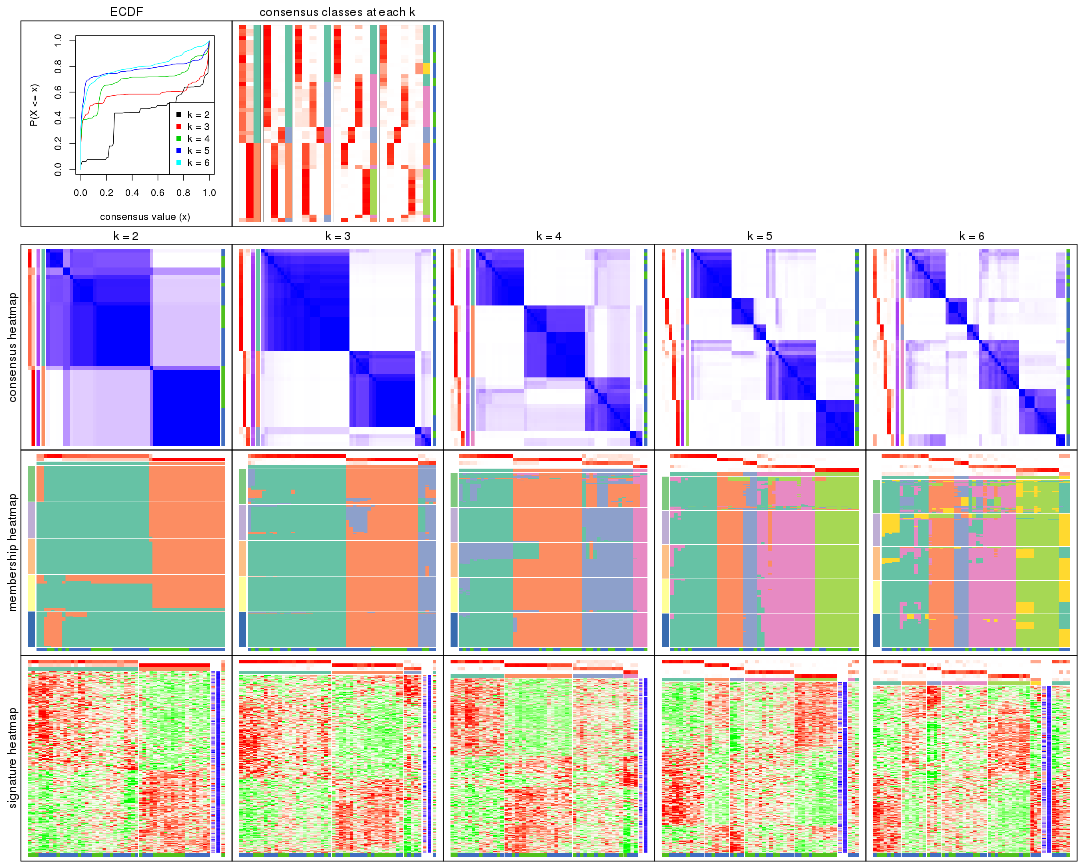 ECDF
consensus classes at each k
P(X <= x)
0.0 0.2 0.4 0.6 0.8 1.0
k = 2
k = 3
k = 4
k = 5
k = 6
0.0 0.2 0.4 0.6 0.8 1.0
consensus value (x)
k = 2 k = 3 k = 4 k = 5 k = 6
consensus heatmap
membership heatmap
signature heatmap